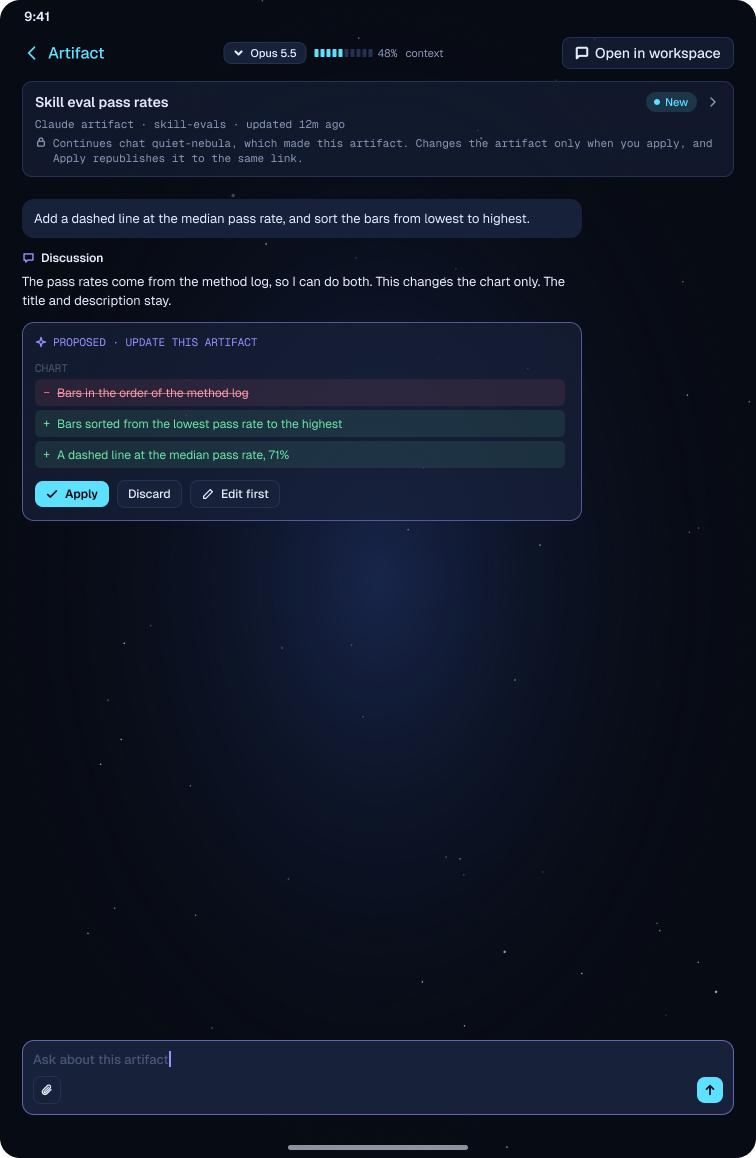 9:41
Artifact
Opus 5.5
48% context
Open in workspace
Skill eval pass rates
New
Claude artifact · skill-evals · updated 12m ago
Continues chat quiet-nebula, which made this artifact. Changes the artifact only when you apply, and
Apply republishes it to the same link.
Add a dashed line at the median pass rate, and sort the bars from lowest to highest.
Discussion
The pass rates come from the method log, so I can do both. This changes the chart only. The
title and description stay.
PROPOSED · UPDATE THIS ARTIFACT
CHART
− Bars in the order of the method log
+ Bars sorted from the lowest pass rate to the highest
+ A dashed line at the median pass rate, 71%
Apply
Discard
Edit first
Ask about this artifact